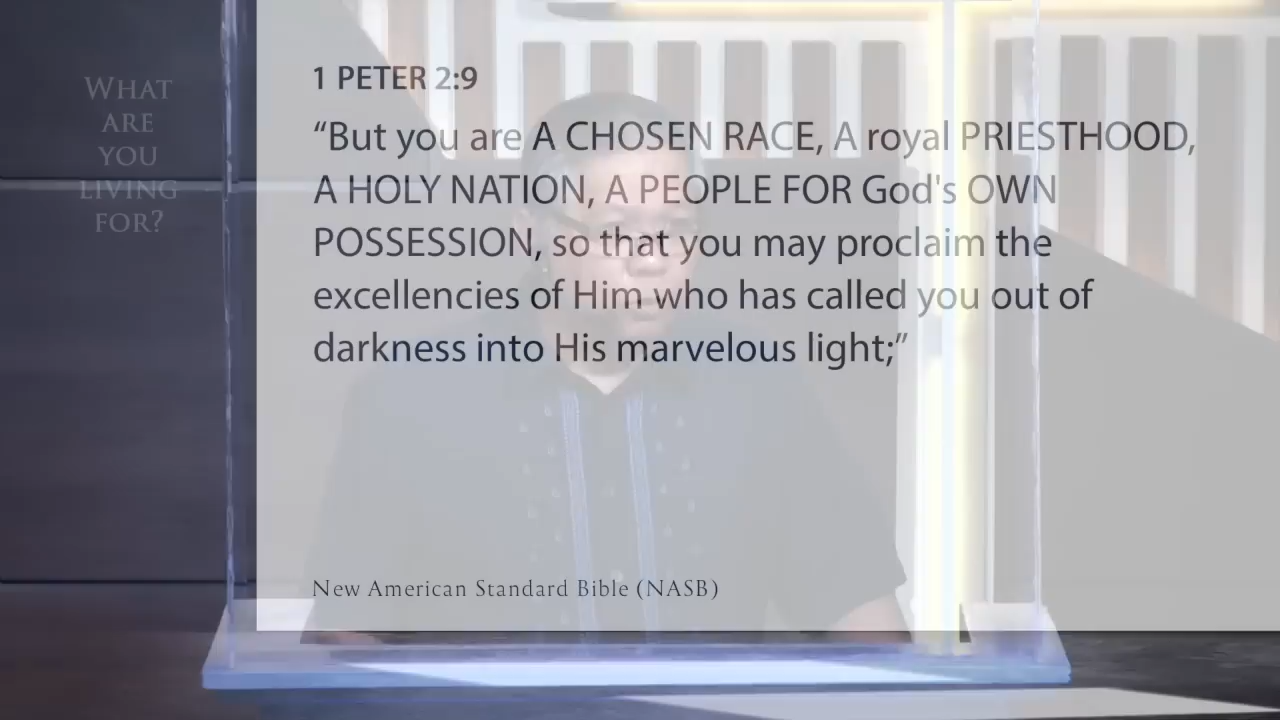 WHAT
ARE
YOU
LIVING
FOR?
1 PETER 2:9
“But you are A CHOSEN RACE, A royal PRIESTHOOD,
A HOLY NATION, A PEOPLE FOR God's OWN
POSSESSION, so that you may proclaim the
excellencies of Him who has called you out of
darkness into His marvelous light;”
New American Standard Bible (NASB)